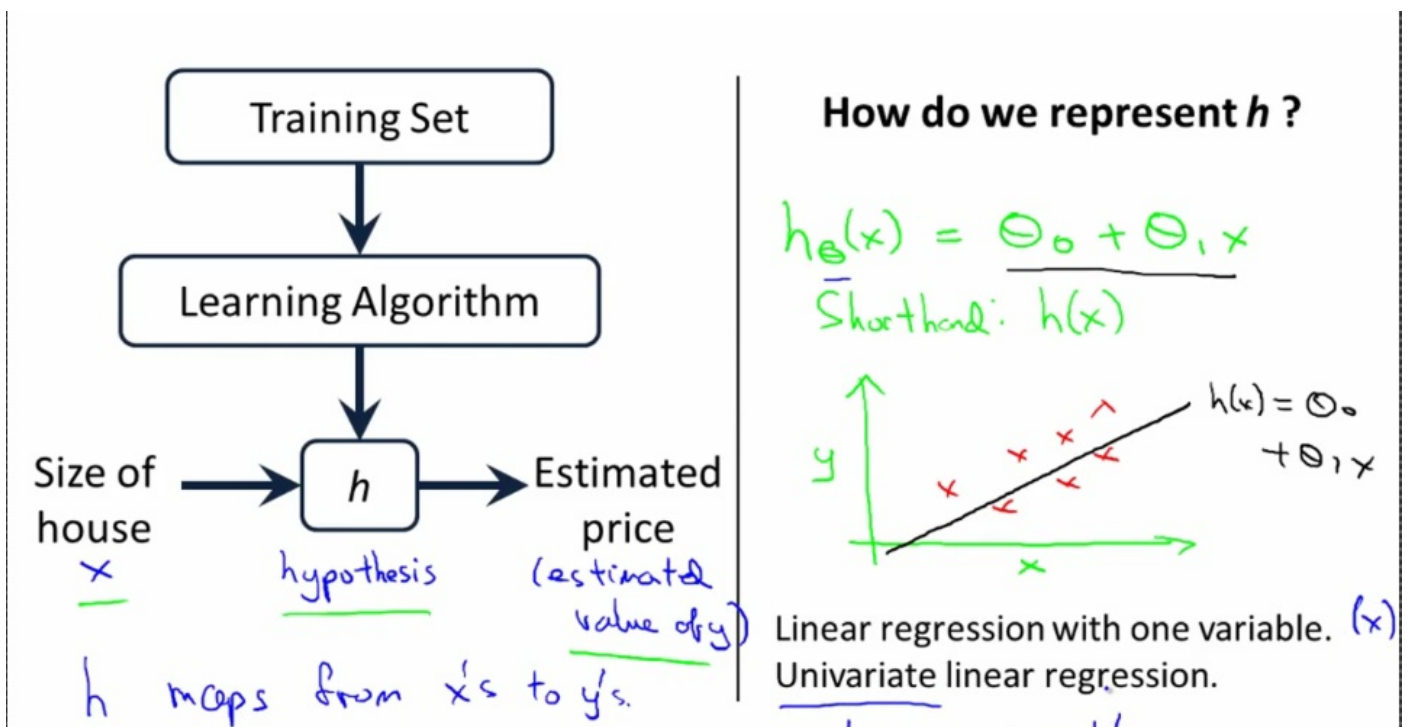 Training Set
Learning Algorithm
Size of
house
h
Estimated
price
x
hypothesis
(estimated
value of y)
h maps from x's to y's.
How do we represent h ?
hθ(x) = θ₀ + θ₁x
Shorthand: h(x)
y
x
h(x) = θ₀
+ θ₁x
Linear regression with one variable. (x)
Univariate linear regression.